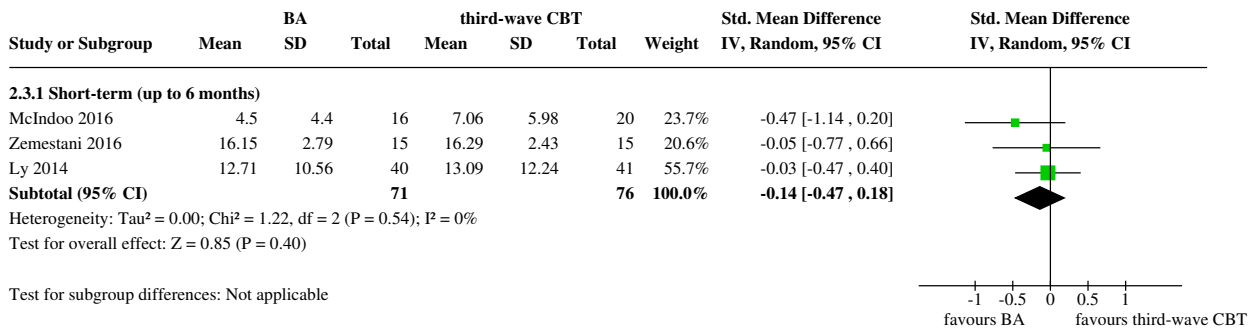 BA third-wave CBT Std. Mean Difference Std. Mean Difference
Study or Subgroup Mean SD Total Mean SD Total Weight IV, Random, 95% CI IV, Random, 95% CI
2.3.1 Short-term (up to 6 months)
McIndoo 2016 4.5 4.4 16 7.06 5.98 20 23.7% -0.47 [-1.14 , 0.20]
Zemestani 2016 16.15 2.79 15 16.29 2.43 15 20.6% -0.05 [-0.77 , 0.66]
Ly 2014 12.71 10.56 40 13.09 12.24 41 55.7% -0.03 [-0.47 , 0.40]
Subtotal (95% CI) 71 76 100.0% -0.14 [-0.47 , 0.18]
Heterogeneity: Tau² = 0.00; Chi² = 1.22, df = 2 (P = 0.54); I² = 0%
Test for overall effect: Z = 0.85 (P = 0.40)
Test for subgroup differences: Not applicable
-1 -0.5 0 0.5 1
favours BA favours third-wave CBT